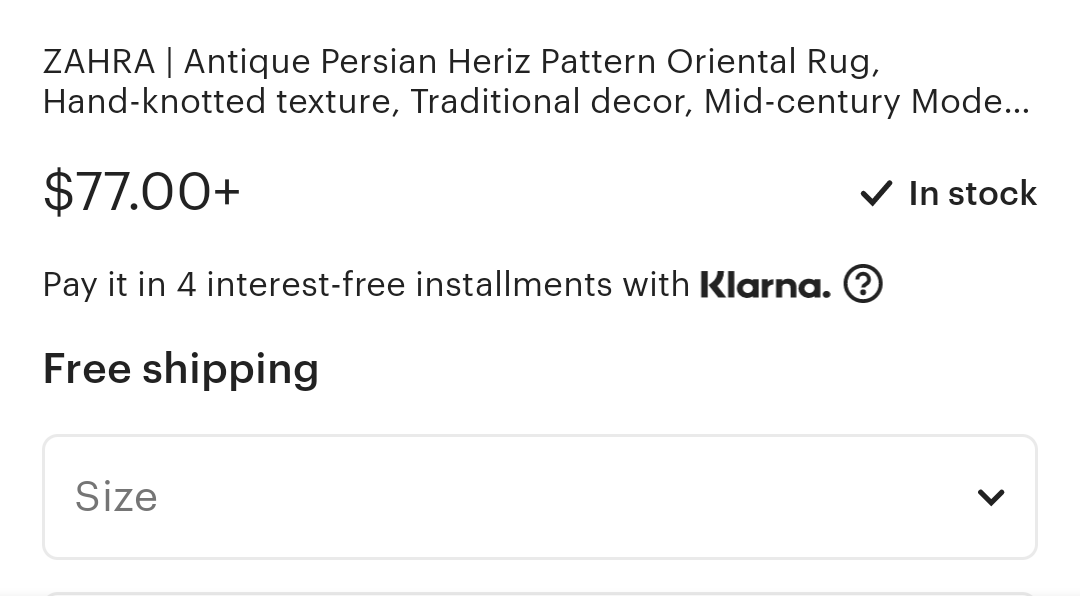 ZAHRA | Antique Persian Heriz Pattern Oriental Rug,
Hand-knotted texture, Traditional decor, Mid-century Mode...
$77.00+
In stock
Pay it in 4 interest-free installments with Klarna. ?
Free shipping
Size